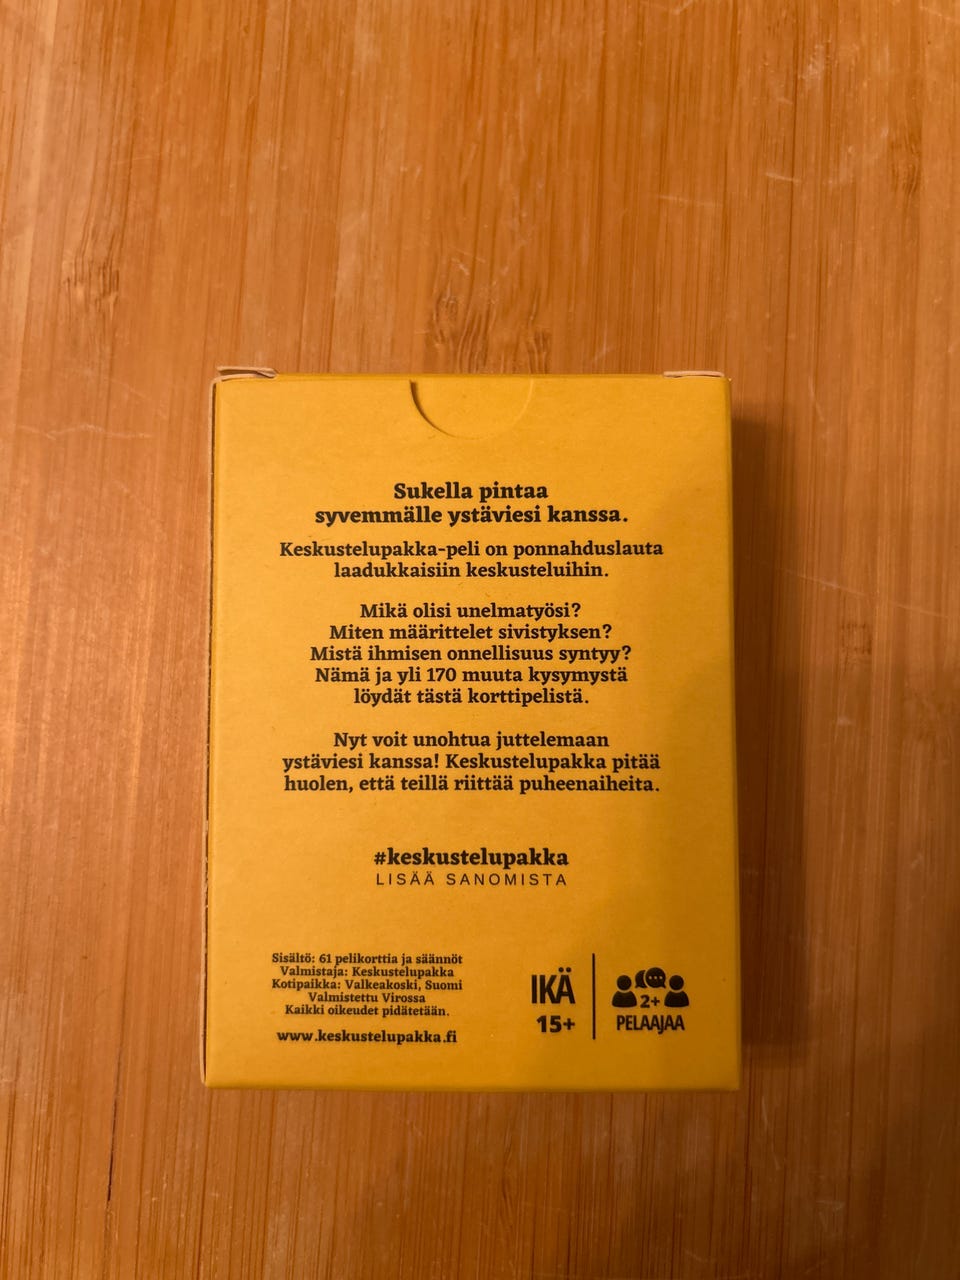 Sukella pintaa
syvemmälle ystäviesi kanssa.
Keskustelupakka-peli on ponnahduslauta
laadukkaisiin keskusteluihin.
Mikä olisi unelmatyösi?
Miten määrittelet sivistyksen?
Mistä ihmisen onnellisuus syntyy?
Nämä ja yli 170 muuta kysymystä
löydät tästä korttipelistä.
Nyt voit unohtua juttelemaan
ystäviesi kanssa! Keskustelupakka pitää
huolen, että teillä riittää puheenaiheita.
#keskustelupakka
LISÄÄ SANOMISTA
Sisältö: 61 pelikorttia ja säännöt
Valmistaja: Keskustelupakka
Kotipaikka: Valkeakoski, Suomi
Valmistettu Virossa
Kaikki oikeudet pidätetään.
www.keskustelupakka.fi
IKÄ
15+
2+
PELAAJAA